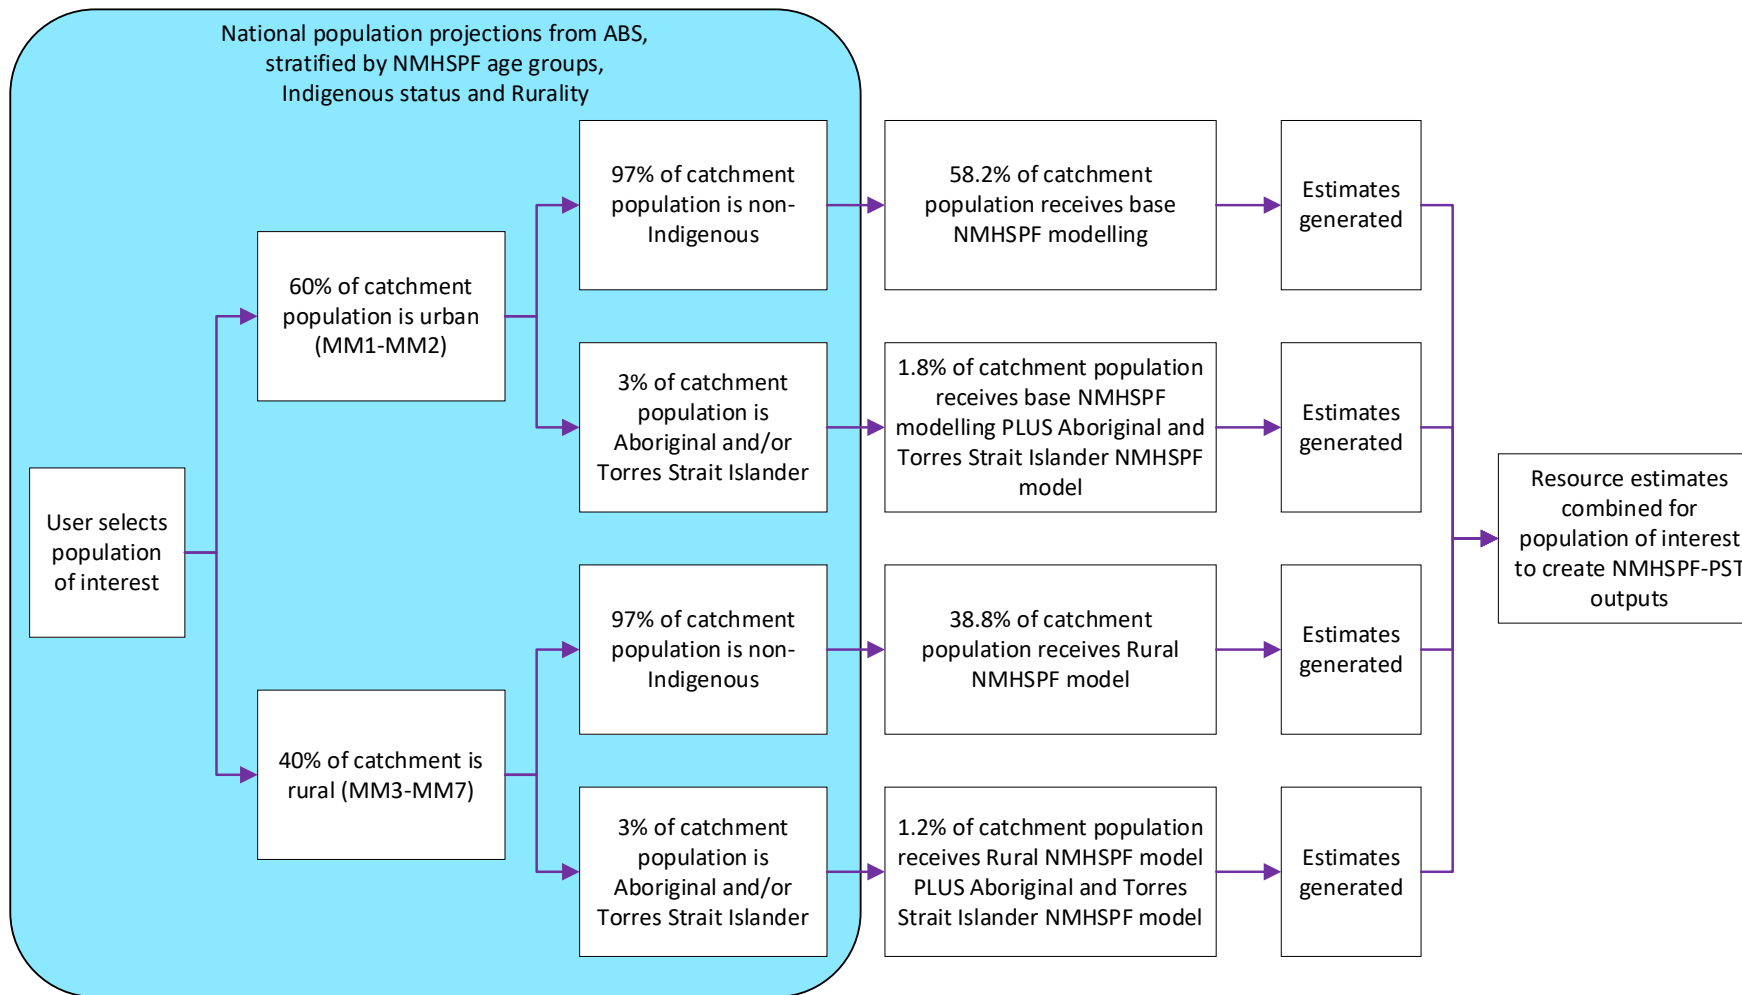 National population projections from ABS,
stratified by NMHSPF age groups,
Indigenous status and Rurality
User selects
population
of interest
60% of catchment
population is urban
(MM1-MM2)
40% of catchment is
rural (MM3-MM7)
97% of catchment
population is non-
Indigenous
3% of catchment
population is
Aboriginal and/or
Torres Strait Islander
97% of catchment
population is non-
Indigenous
3% of catchment
population is
Aboriginal and/or
Torres Strait Islander
58.2% of catchment
population receives base
NMHSPF modelling
1.8% of catchment population
receives base NMHSPF
modelling PLUS Aboriginal and
Torres Strait Islander NMHSPF
model
38.8% of catchment
population receives Rural
NMHSPF model
1.2% of catchment population
receives Rural NMHSPF model
PLUS Aboriginal and Torres
Strait Islander NMHSPF model
Estimates
generated
Estimates
generated
Estimates
generated
Estimates
generated
Resource estimates
combined for
population of interest
to create NMHSPF-PST
outputs